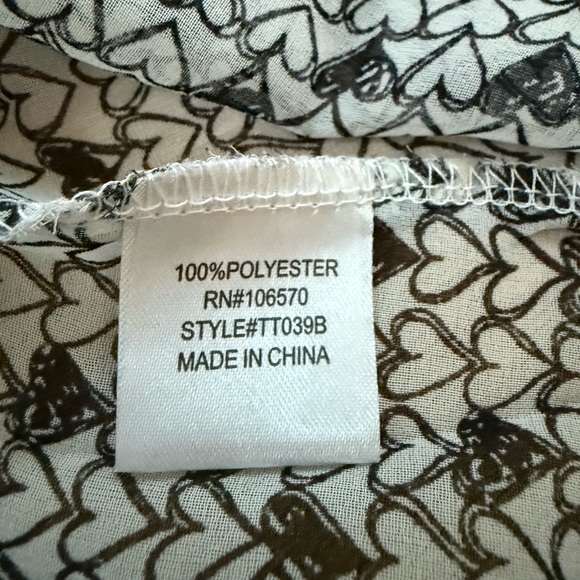 100%POLYESTER
RN#106570
STYLE#TT039B
MADE IN CHINA